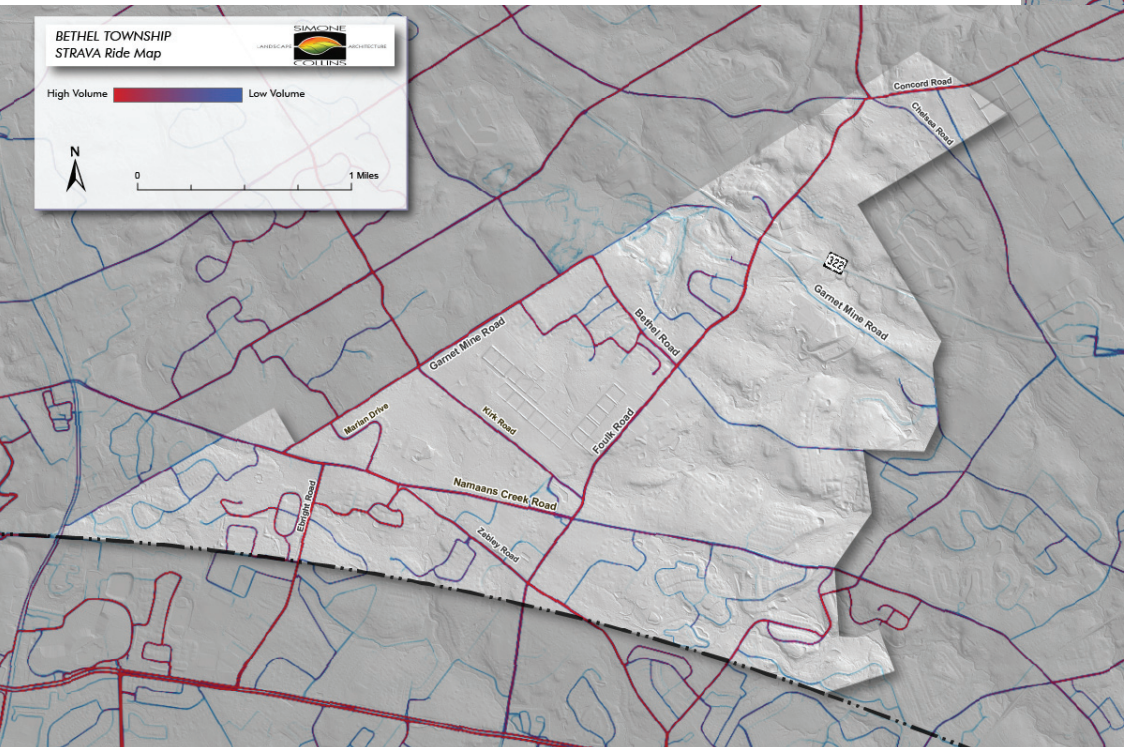 BETHEL TOWNSHIP
STRAVA Ride Map
SIMONE
LANDSCAPE ARCHITECTURE
COLLINS
High Volume Low Volume
N
0 1 Miles
Concord Road
Chelsea Road
322
Garnet Mine Road
Bethel Road
Garnet Mine Road
Marlan Drive
Kirk Road
Foulk Road
Namaans Creek Road
Ebright Road
Zebley Road